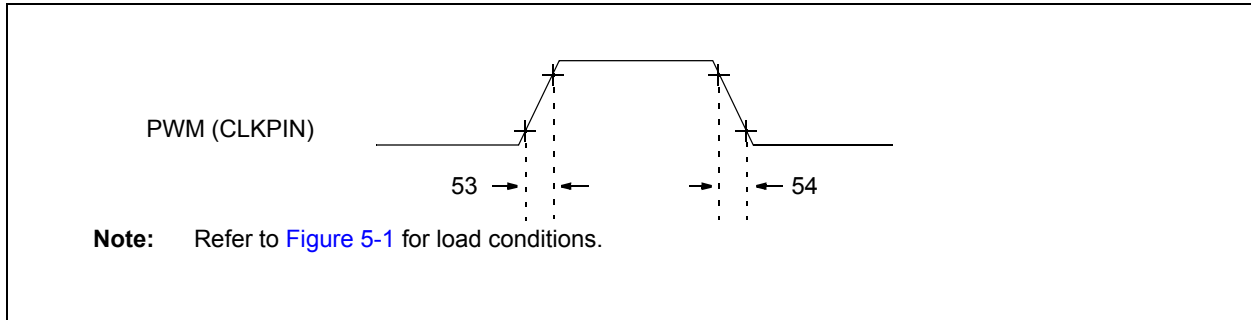 PWM (CLKPIN)
53
54
Note: Refer to Figure 5-1 for load conditions.